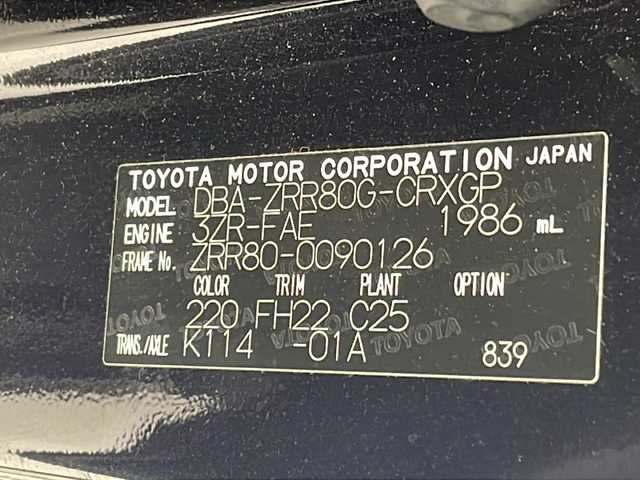 TOYOTA MOTOR CORPORATION JAPAN
MODEL DBA-ZRR80G-CRXGP
ENGINE 3ZR-FAE 1986 mL
FRAME No. ZRR80-0090126
COLOR TRIM PLANT OPTION
220 FH22 C25
TRANS./AXLE K114 -01A 839